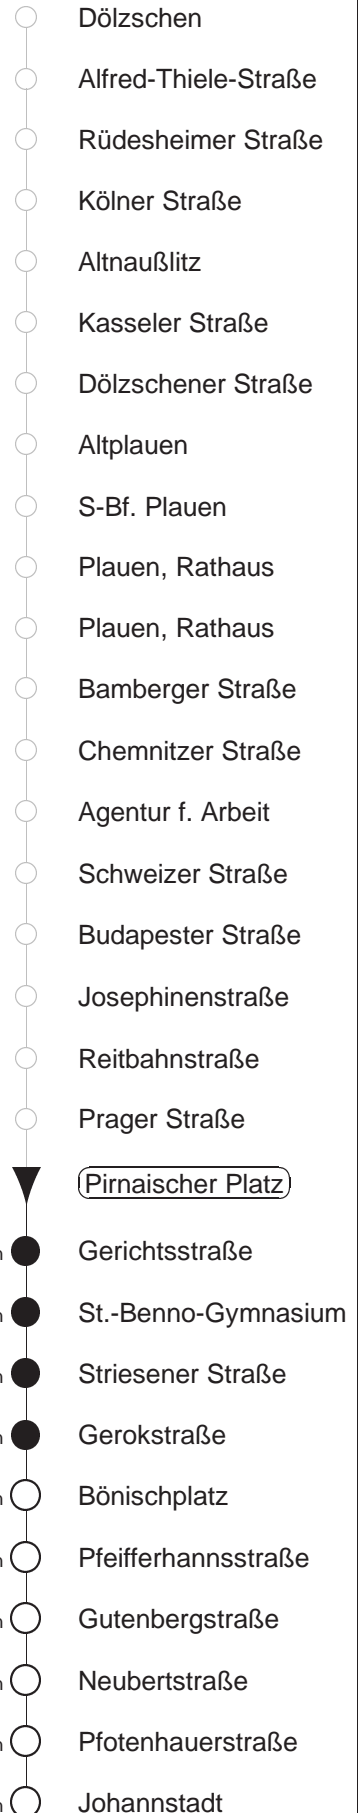 Dölzschen
Alfred-Thiele-Straße
Rüdesheimer Straße
Kölner Straße
Altnaußlitz
Kasseler Straße
Dölzschener Straße
Altplauen
S-Bf. Plauen
Plauen, Rathaus
Plauen, Rathaus
Bamberger Straße
Chemnitzer Straße
Agentur f. Arbeit
Schweizer Straße
Budapester Straße
Josephinenstraße
Reitbahnstraße
Prager Straße
Pirnaischer Platz
Gerichtsstraße
St.-Benno-Gymnasium
Striesener Straße
Gerokstraße
Bönischplatz
Pfeifferhannsstraße
Gutenbergstraße
Neubertstraße
Pfotenhauerstraße
Johannstadt